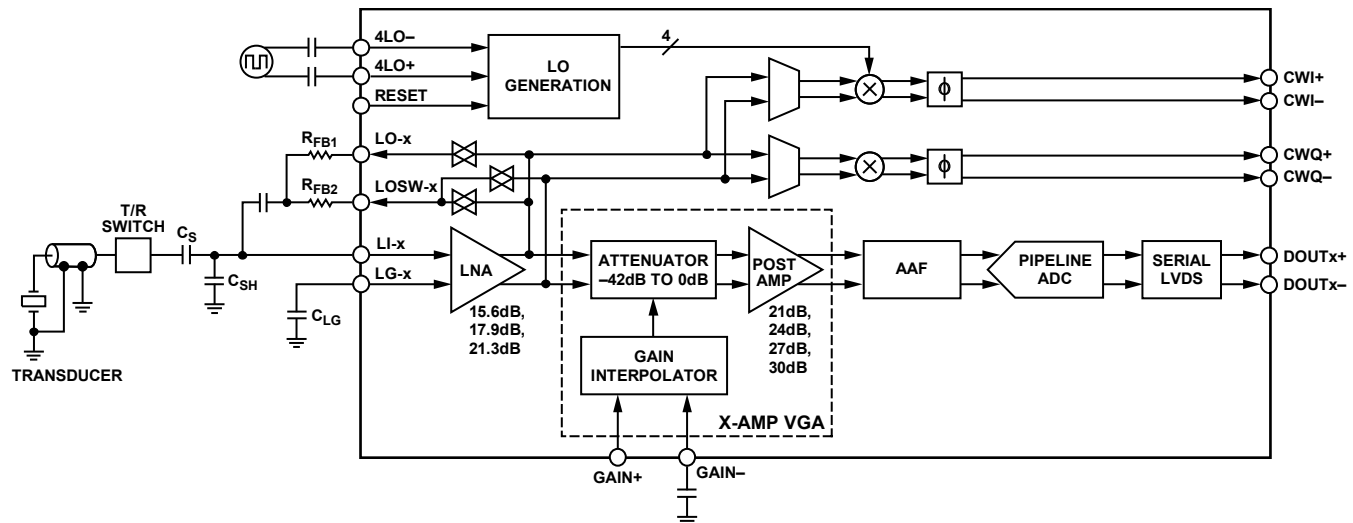 4LO–
4LO+
RESET
LO
GENERATION
4
CWI+
CWI–
R_FB1
LO-x
R_FB2
LOSW-x
CWQ+
CWQ–
ϕ
ϕ
T/R
SWITCH
C_S
C_SH
LI-x
LG-x
C_LG
TRANSDUCER
LNA
15.6dB,
17.9dB,
21.3dB
ATTENUATOR
–42dB TO 0dB
POST
AMP
21dB,
24dB,
27dB,
30dB
GAIN
INTERPOLATOR
X-AMP VGA
AAF
PIPELINE
ADC
SERIAL
LVDS
DOUTx+
DOUTx–
GAIN+
GAIN–